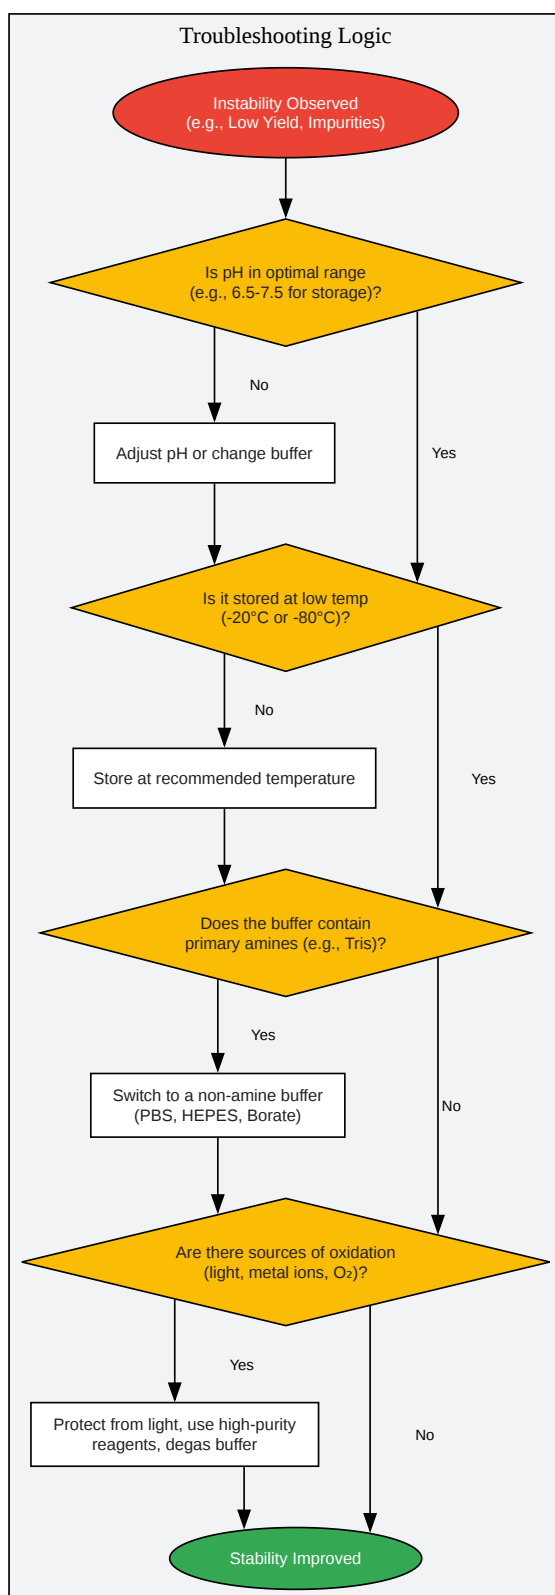 Troubleshooting Logic
Instability Observed
(e.g., Low Yield, Impurities)
Is pH in optimal range
(e.g., 6.5-7.5 for storage)?
No
Adjust pH or change buffer
Yes
Is it stored at low temp
(-20°C or -80°C)?
No
Store at recommended temperature
Yes
Does the buffer contain
primary amines (e.g., Tris)?
Yes
Switch to a non-amine buffer
(PBS, HEPES, Borate)
No
Are there sources of oxidation
(light, metal ions, O₂)?
Yes
Protect from light, use high-purity
reagents, degas buffer
No
Stability Improved